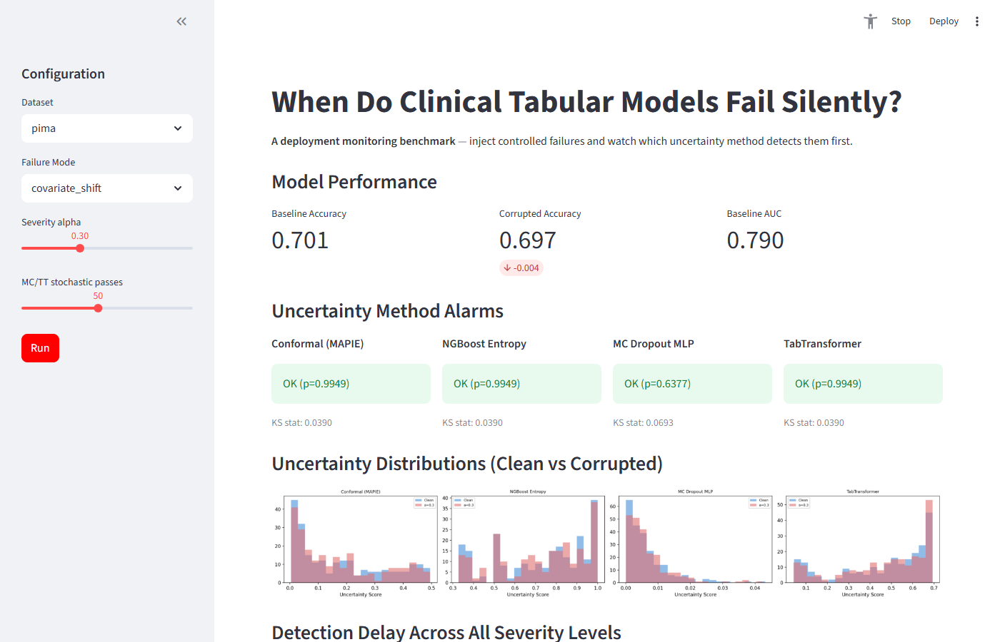 Stop
Deploy
Configuration
Dataset
pima
Failure Mode
covariate_shift
Severity alpha
0.30
MC/TT stochastic passes
50
Run
When Do Clinical Tabular Models Fail Silently?
A deployment monitoring benchmark — inject controlled failures and watch which uncertainty method detects them first.
Model Performance
Baseline Accuracy
0.701
Corrupted Accuracy
0.697
↓ -0.004
Baseline AUC
0.790
Uncertainty Method Alarms
Conformal (MAPIE)
OK (p=0.9949)
KS stat: 0.0390
NGBoost Entropy
OK (p=0.9949)
KS stat: 0.0390
MC Dropout MLP
OK (p=0.6377)
KS stat: 0.0693
TabTransformer
OK (p=0.9949)
KS stat: 0.0390
Uncertainty Distributions (Clean vs Corrupted)
Conformal (MAPIE)
Clean
a=0.3
40
30
20
10
0
0.0 0.1 0.2 0.3 0.4 0.5
Uncertainty Score
NGBoost Entropy
Clean
a=0.3
40
35
30
25
20
15
10
5
0
0.3 0.4 0.5 0.6 0.7 0.8 0.9 1.0
Uncertainty Score
MC Dropout MLP
Clean
a=0.3
60
50
40
30
20
10
0
0.00 0.01 0.02 0.03 0.04
Uncertainty Score
TabTransformer
Clean
a=0.3
50
40
30
20
10
0
0.1 0.2 0.3 0.4 0.5 0.6 0.7
Uncertainty Score
Detection Delay Across All Severity Levels